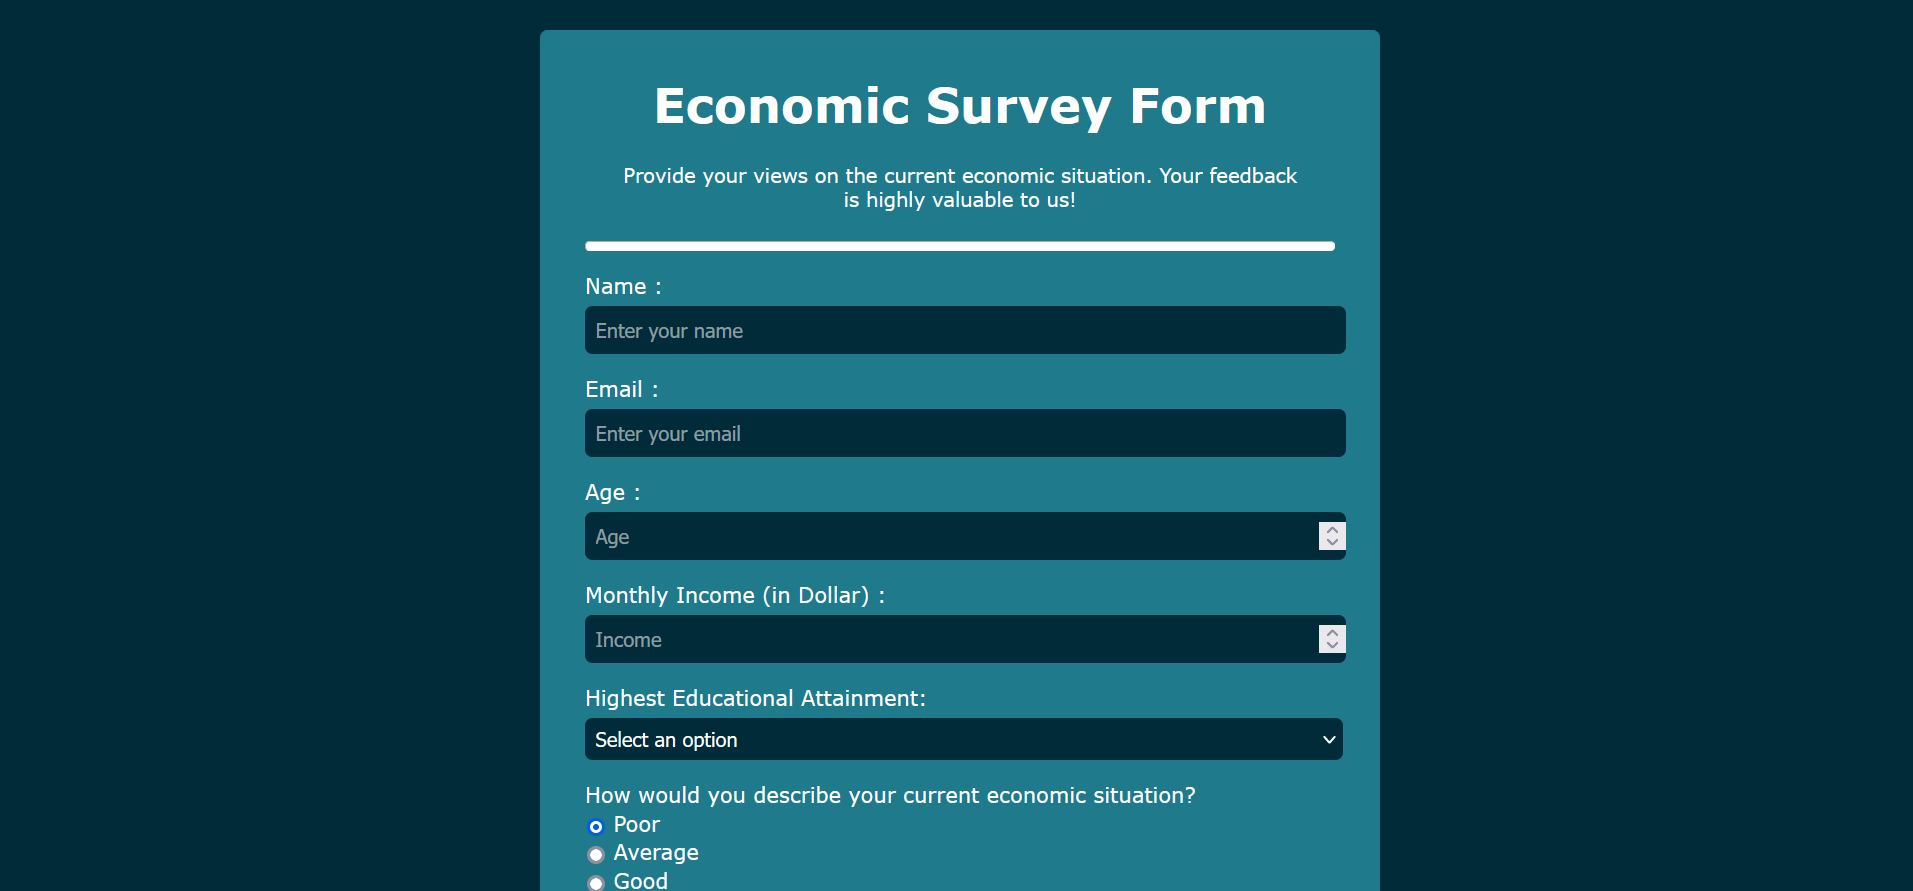 Economic Survey Form
Provide your views on the current economic situation. Your feedback
is highly valuable to us!
Name :
Enter your name
Email :
Enter your email
Age :
Age
Monthly Income (in Dollar) :
Income
Highest Educational Attainment:
Select an option
How would you describe your current economic situation?
Poor
Average
Good